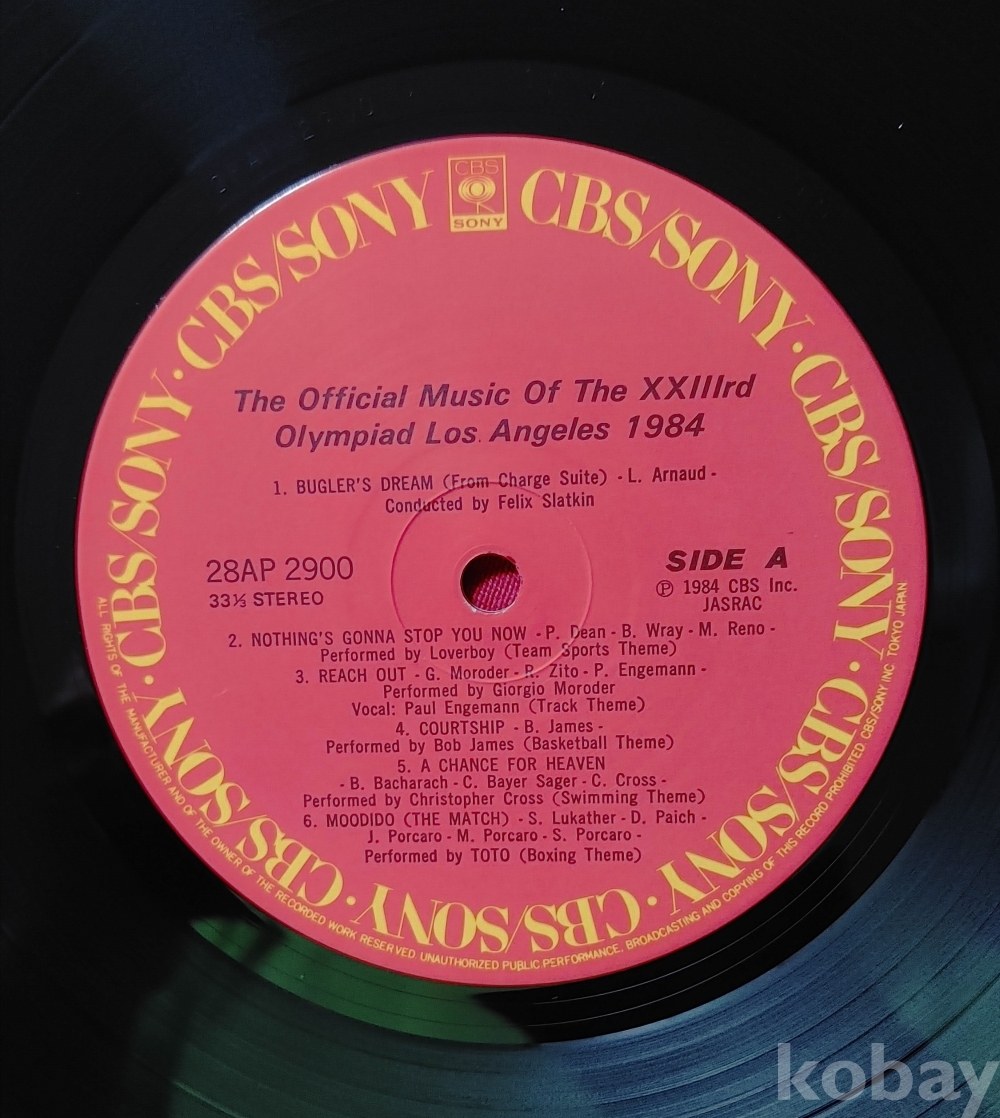 CBS
SONY
CBS/SONY · CBS/SONY · CBS/SONY · CBS/SONY · CBS/SONY · CBS/SONY · CBS/SONY · CBS/SONY · CBS/SONY · CBS/SONY
The Official Music Of The XXIIIrd
Olympiad Los Angeles 1984
1. BUGLER'S DREAM (From Charge Suite) - L. Arnaud -
Conducted by Felix Slatkin
28AP 2900
33⅓ STEREO
SIDE A
℗ 1984 CBS Inc.
JASRAC
2. NOTHING'S GONNA STOP YOU NOW - P. Dean - B. Wray - M. Reno -
Performed by Loverboy (Team Sports Theme)
3. REACH OUT - G. Moroder - R. Zito - P. Engemann -
Performed by Giorgio Moroder
Vocal: Paul Engemann (Track Theme)
4. COURTSHIP - B. James -
Performed by Bob James (Basketball Theme)
5. A CHANCE FOR HEAVEN
- B. Bacharach - C. Bayer Sager - C. Cross -
Performed by Christopher Cross (Swimming Theme)
6. MOODIDO (THE MATCH) - S. Lukather - D. Paich -
J. Porcaro - M. Porcaro - S. Porcaro -
Performed by TOTO (Boxing Theme)
ALL RIGHTS OF THE MANUFACTURER AND OF THE OWNER OF THE RECORDED WORK RESERVED. UNAUTHORIZED PUBLIC PERFORMANCE, BROADCASTING AND COPYING OF THIS RECORD PROHIBITED CBS/SONY INC. TOKYO JAPAN
kobay